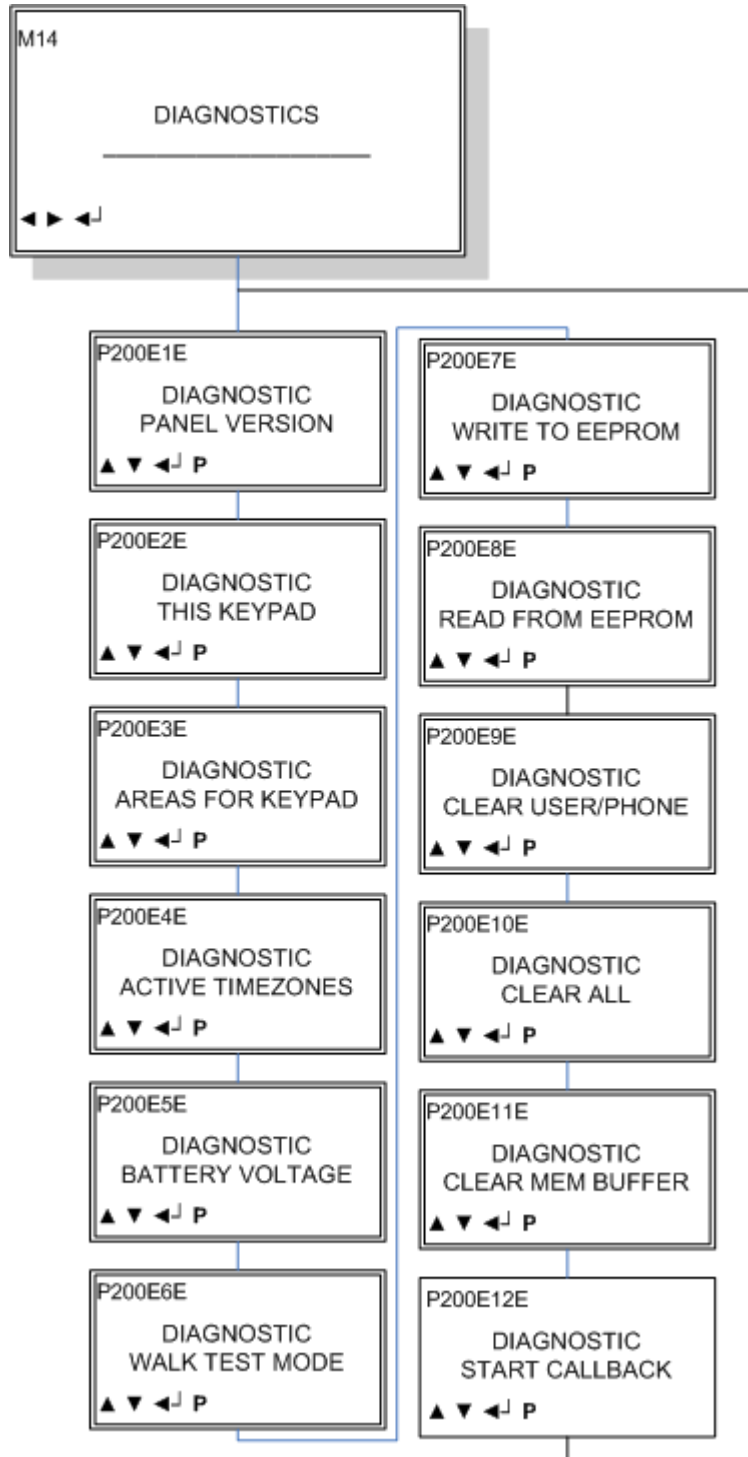 M14
DIAGNOSTICS
____________________
◄ ► ◄┘
P200E1E
DIAGNOSTIC
PANEL VERSION
▲ ▼ ◄┘ P
P200E2E
DIAGNOSTIC
THIS KEYPAD
▲ ▼ ◄┘ P
P200E3E
DIAGNOSTIC
AREAS FOR KEYPAD
▲ ▼ ◄┘ P
P200E4E
DIAGNOSTIC
ACTIVE TIMEZONES
▲ ▼ ◄┘ P
P200E5E
DIAGNOSTIC
BATTERY VOLTAGE
▲ ▼ ◄┘ P
P200E6E
DIAGNOSTIC
WALK TEST MODE
▲ ▼ ◄┘ P
P200E7E
DIAGNOSTIC
WRITE TO EEPROM
▲ ▼ ◄┘ P
P200E8E
DIAGNOSTIC
READ FROM EEPROM
▲ ▼ ◄┘ P
P200E9E
DIAGNOSTIC
CLEAR USER/PHONE
▲ ▼ ◄┘ P
P200E10E
DIAGNOSTIC
CLEAR ALL
▲ ▼ ◄┘ P
P200E11E
DIAGNOSTIC
CLEAR MEM BUFFER
▲ ▼ ◄┘ P
P200E12E
DIAGNOSTIC
START CALLBACK
▲ ▼ ◄┘ P